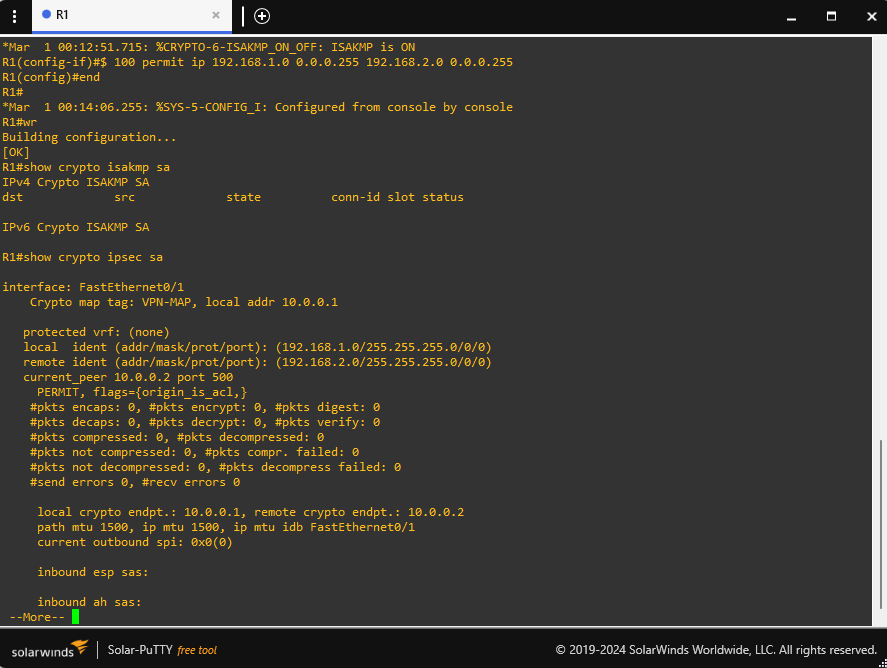 R1
*Mar  1 00:12:51.715: %CRYPTO-6-ISAKMP_ON_OFF: ISAKMP is ON
R1(config-if)#$ 100 permit ip 192.168.1.0 0.0.0.255 192.168.2.0 0.0.0.255
R1(config)#end
R1#
*Mar  1 00:14:06.255: %SYS-5-CONFIG_I: Configured from console by console
R1#wr
Building configuration...
[OK]
R1#show crypto isakmp sa
IPv4 Crypto ISAKMP SA
dst             src             state          conn-id slot status
IPv6 Crypto ISAKMP SA
R1#show crypto ipsec sa
interface: FastEthernet0/1
    Crypto map tag: VPN-MAP, local addr 10.0.0.1
   protected vrf: (none)
   local  ident (addr/mask/prot/port): (192.168.1.0/255.255.255.0/0/0)
   remote ident (addr/mask/prot/port): (192.168.2.0/255.255.255.0/0/0)
   current_peer 10.0.0.2 port 500
     PERMIT, flags={origin_is_acl,}
    #pkts encaps: 0, #pkts encrypt: 0, #pkts digest: 0
    #pkts decaps: 0, #pkts decrypt: 0, #pkts verify: 0
    #pkts compressed: 0, #pkts decompressed: 0
    #pkts not compressed: 0, #pkts compr. failed: 0
    #pkts not decompressed: 0, #pkts decompress failed: 0
    #send errors 0, #recv errors 0
     local crypto endpt.: 10.0.0.1, remote crypto endpt.: 10.0.0.2
     path mtu 1500, ip mtu 1500, ip mtu idb FastEthernet0/1
     current outbound spi: 0x0(0)
     inbound esp sas:
     inbound ah sas:
 --More--
solarwinds | Solar-PuTTY free tool © 2019-2024 SolarWinds Worldwide, LLC. All rights reserved.